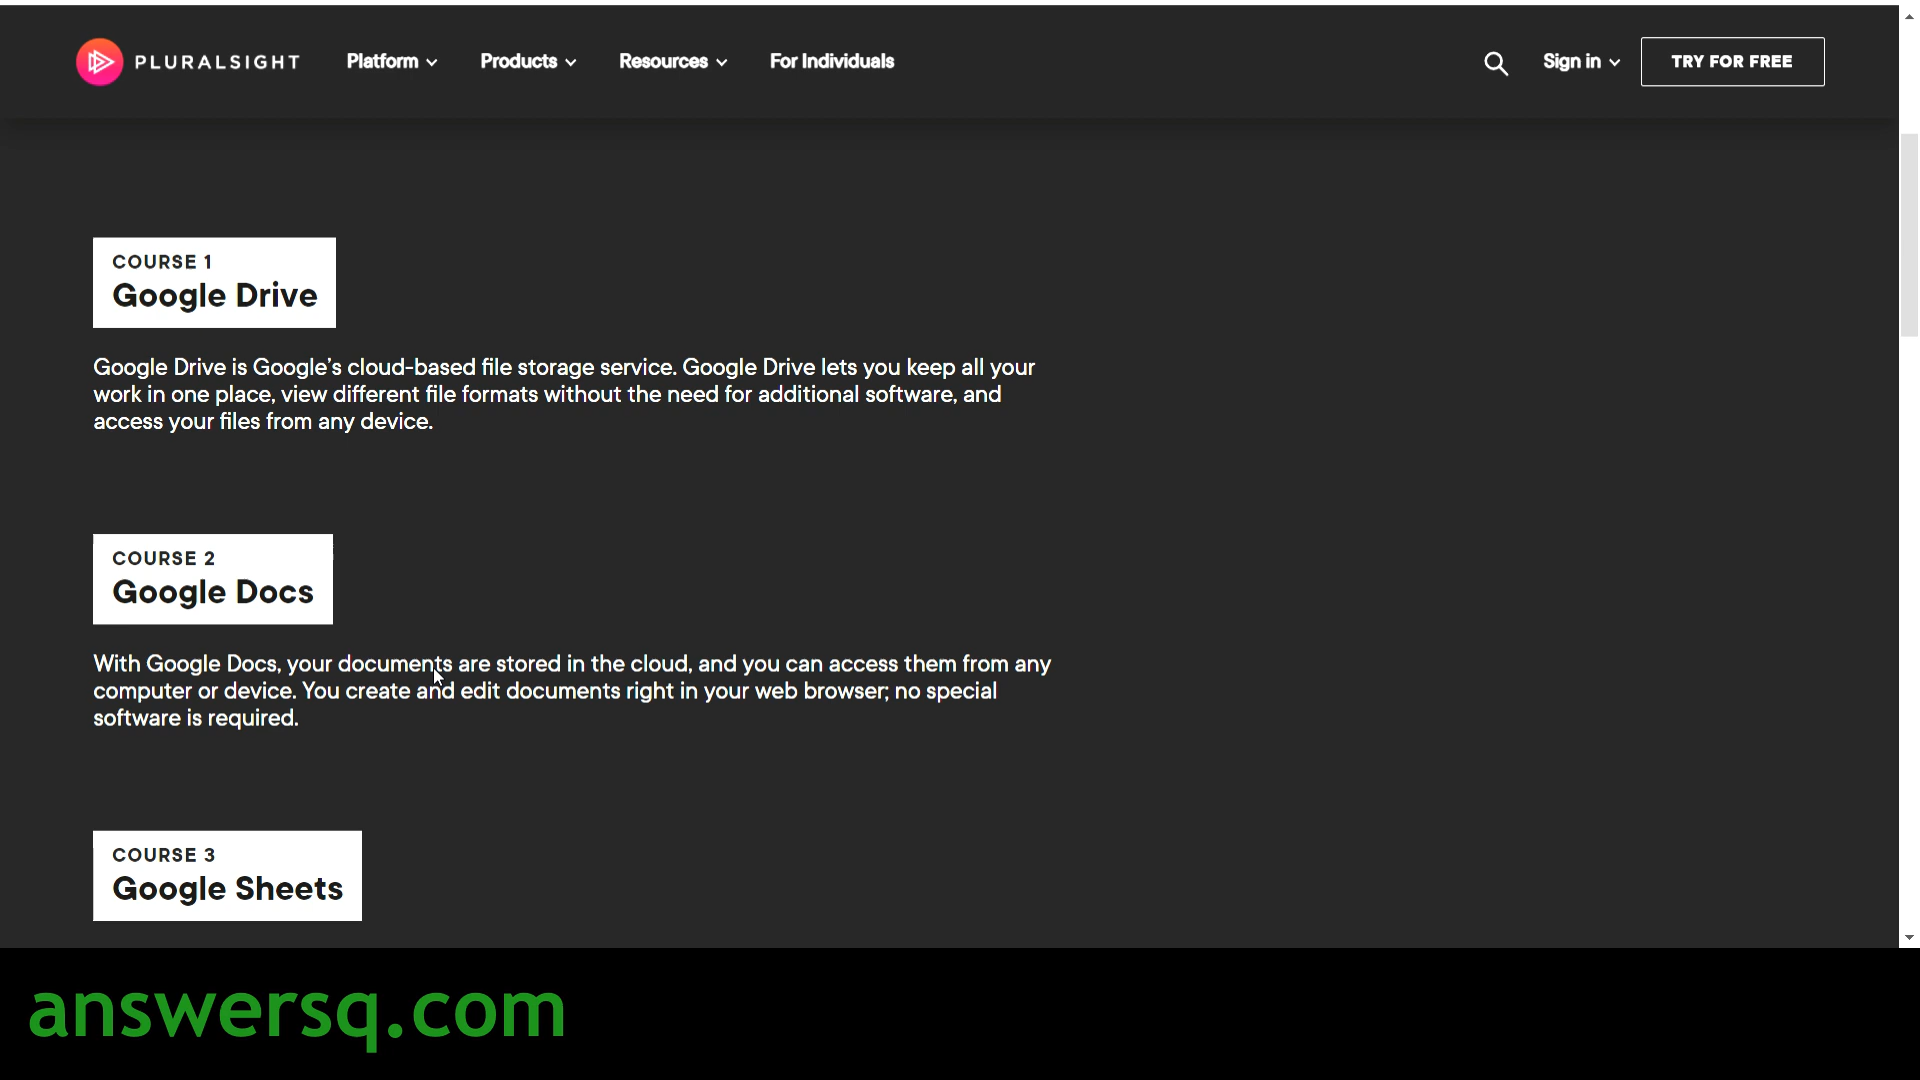 PLURALSIGHT Platform Products Resources For Individuals Sign in TRY FOR FREE
COURSE 1
Google Drive
Google Drive is Google’s cloud-based file storage service. Google Drive lets you keep all your
work in one place, view different file formats without the need for additional software, and
access your files from any device.
COURSE 2
Google Docs
With Google Docs, your documents are stored in the cloud, and you can access them from any
computer or device. You create and edit documents right in your web browser; no special
software is required.
COURSE 3
Google Sheets
answersq.com